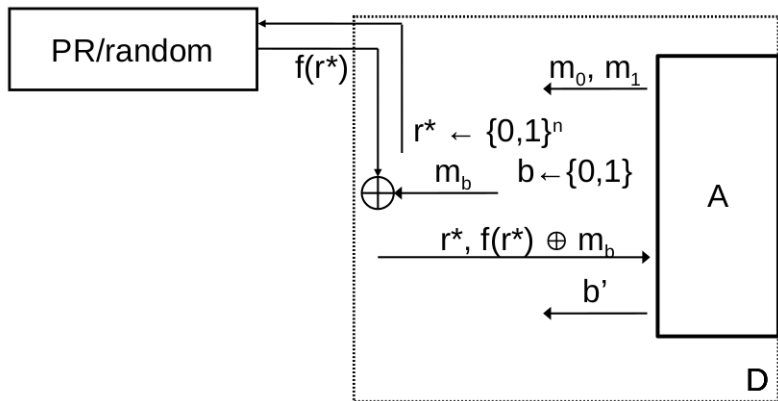 PR/random
f(r*)
m₀, m₁
r* ← {0,1}ⁿ
m_b b←{0,1}
A
r*, f(r*) ⊕ m_b
b’
D